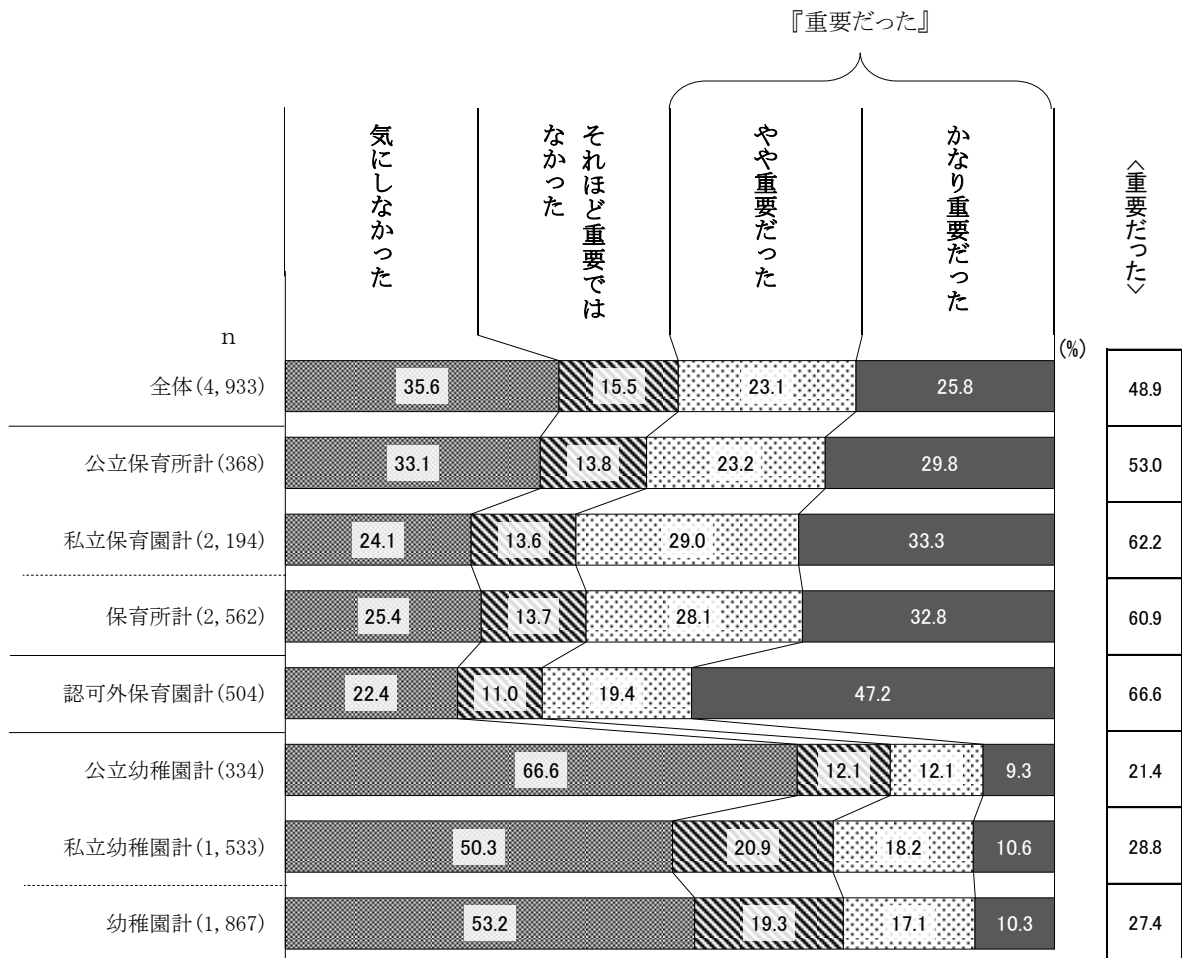 『重要だった』
気にしなかった
それほど重要では
なかった
やや重要だった
かなり重要だった
〈重要だった〉
n
(%)
全体(4,933) 35.6 15.5 23.1 25.8 48.9
公立保育所計(368) 33.1 13.8 23.2 29.8 53.0
私立保育園計(2,194) 24.1 13.6 29.0 33.3 62.2
保育所計(2,562) 25.4 13.7 28.1 32.8 60.9
認可外保育園計(504) 22.4 11.0 19.4 47.2 66.6
公立幼稚園計(334) 66.6 12.1 12.1 9.3 21.4
私立幼稚園計(1,533) 50.3 20.9 18.2 10.6 28.8
幼稚園計(1,867) 53.2 19.3 17.1 10.3 27.4